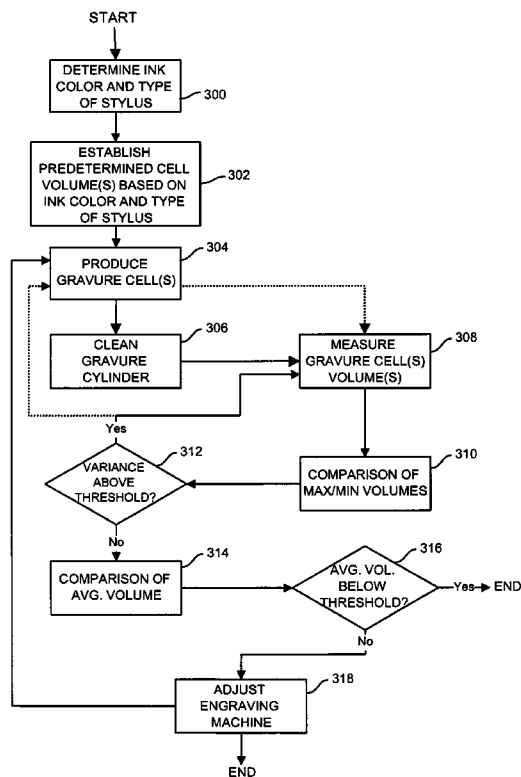 START
DETERMINE INK
COLOR AND TYPE
OF STYLUS
300
ESTABLISH
PREDETERMINED CELL
VOLUME(S) BASED ON
INK COLOR AND TYPE
OF STYLUS
302
PRODUCE
GRAVURE CELL(S)
304
CLEAN
GRAVURE
CYLINDER
306
MEASURE
GRAVURE CELL(S)
VOLUME(S)
308
Yes
VARIANCE
ABOVE
THRESHOLD?
312
COMPARISON OF
MAX/MIN VOLUMES
310
No
COMPARISON OF
AVG. VOLUME
314
AVG. VOL.
BELOW
THRESHOLD?
316
Yes
END
No
ADJUST
ENGRAVING
MACHINE
318
END